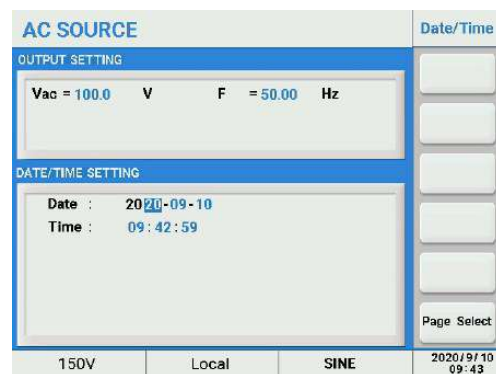 AC SOURCE
Date/Time
OUTPUT SETTING
Vac = 100.0 V F = 50.00 Hz
DATE/TIME SETTING
Date : 2020-09-10
Time : 09:42:59
Page Select
150V Local SINE 2020/9/10
09:43